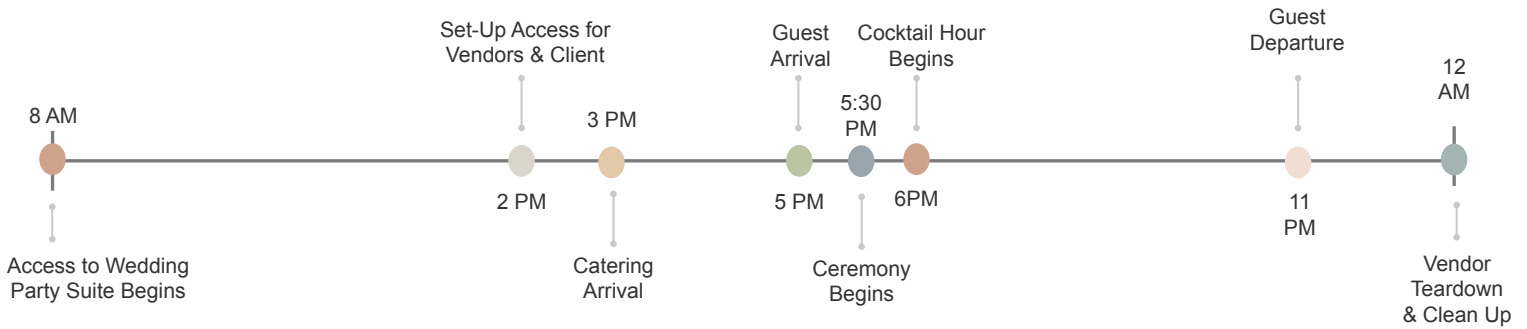 8 AM
Access to Wedding
Party Suite Begins
Set-Up Access for
Vendors & Client
2 PM
3 PM
Catering
Arrival
Guest
Arrival
5 PM
5:30
PM
Ceremony
Begins
Cocktail Hour
Begins
6PM
Guest
Departure
11
PM
12
AM
Vendor
Teardown
& Clean Up